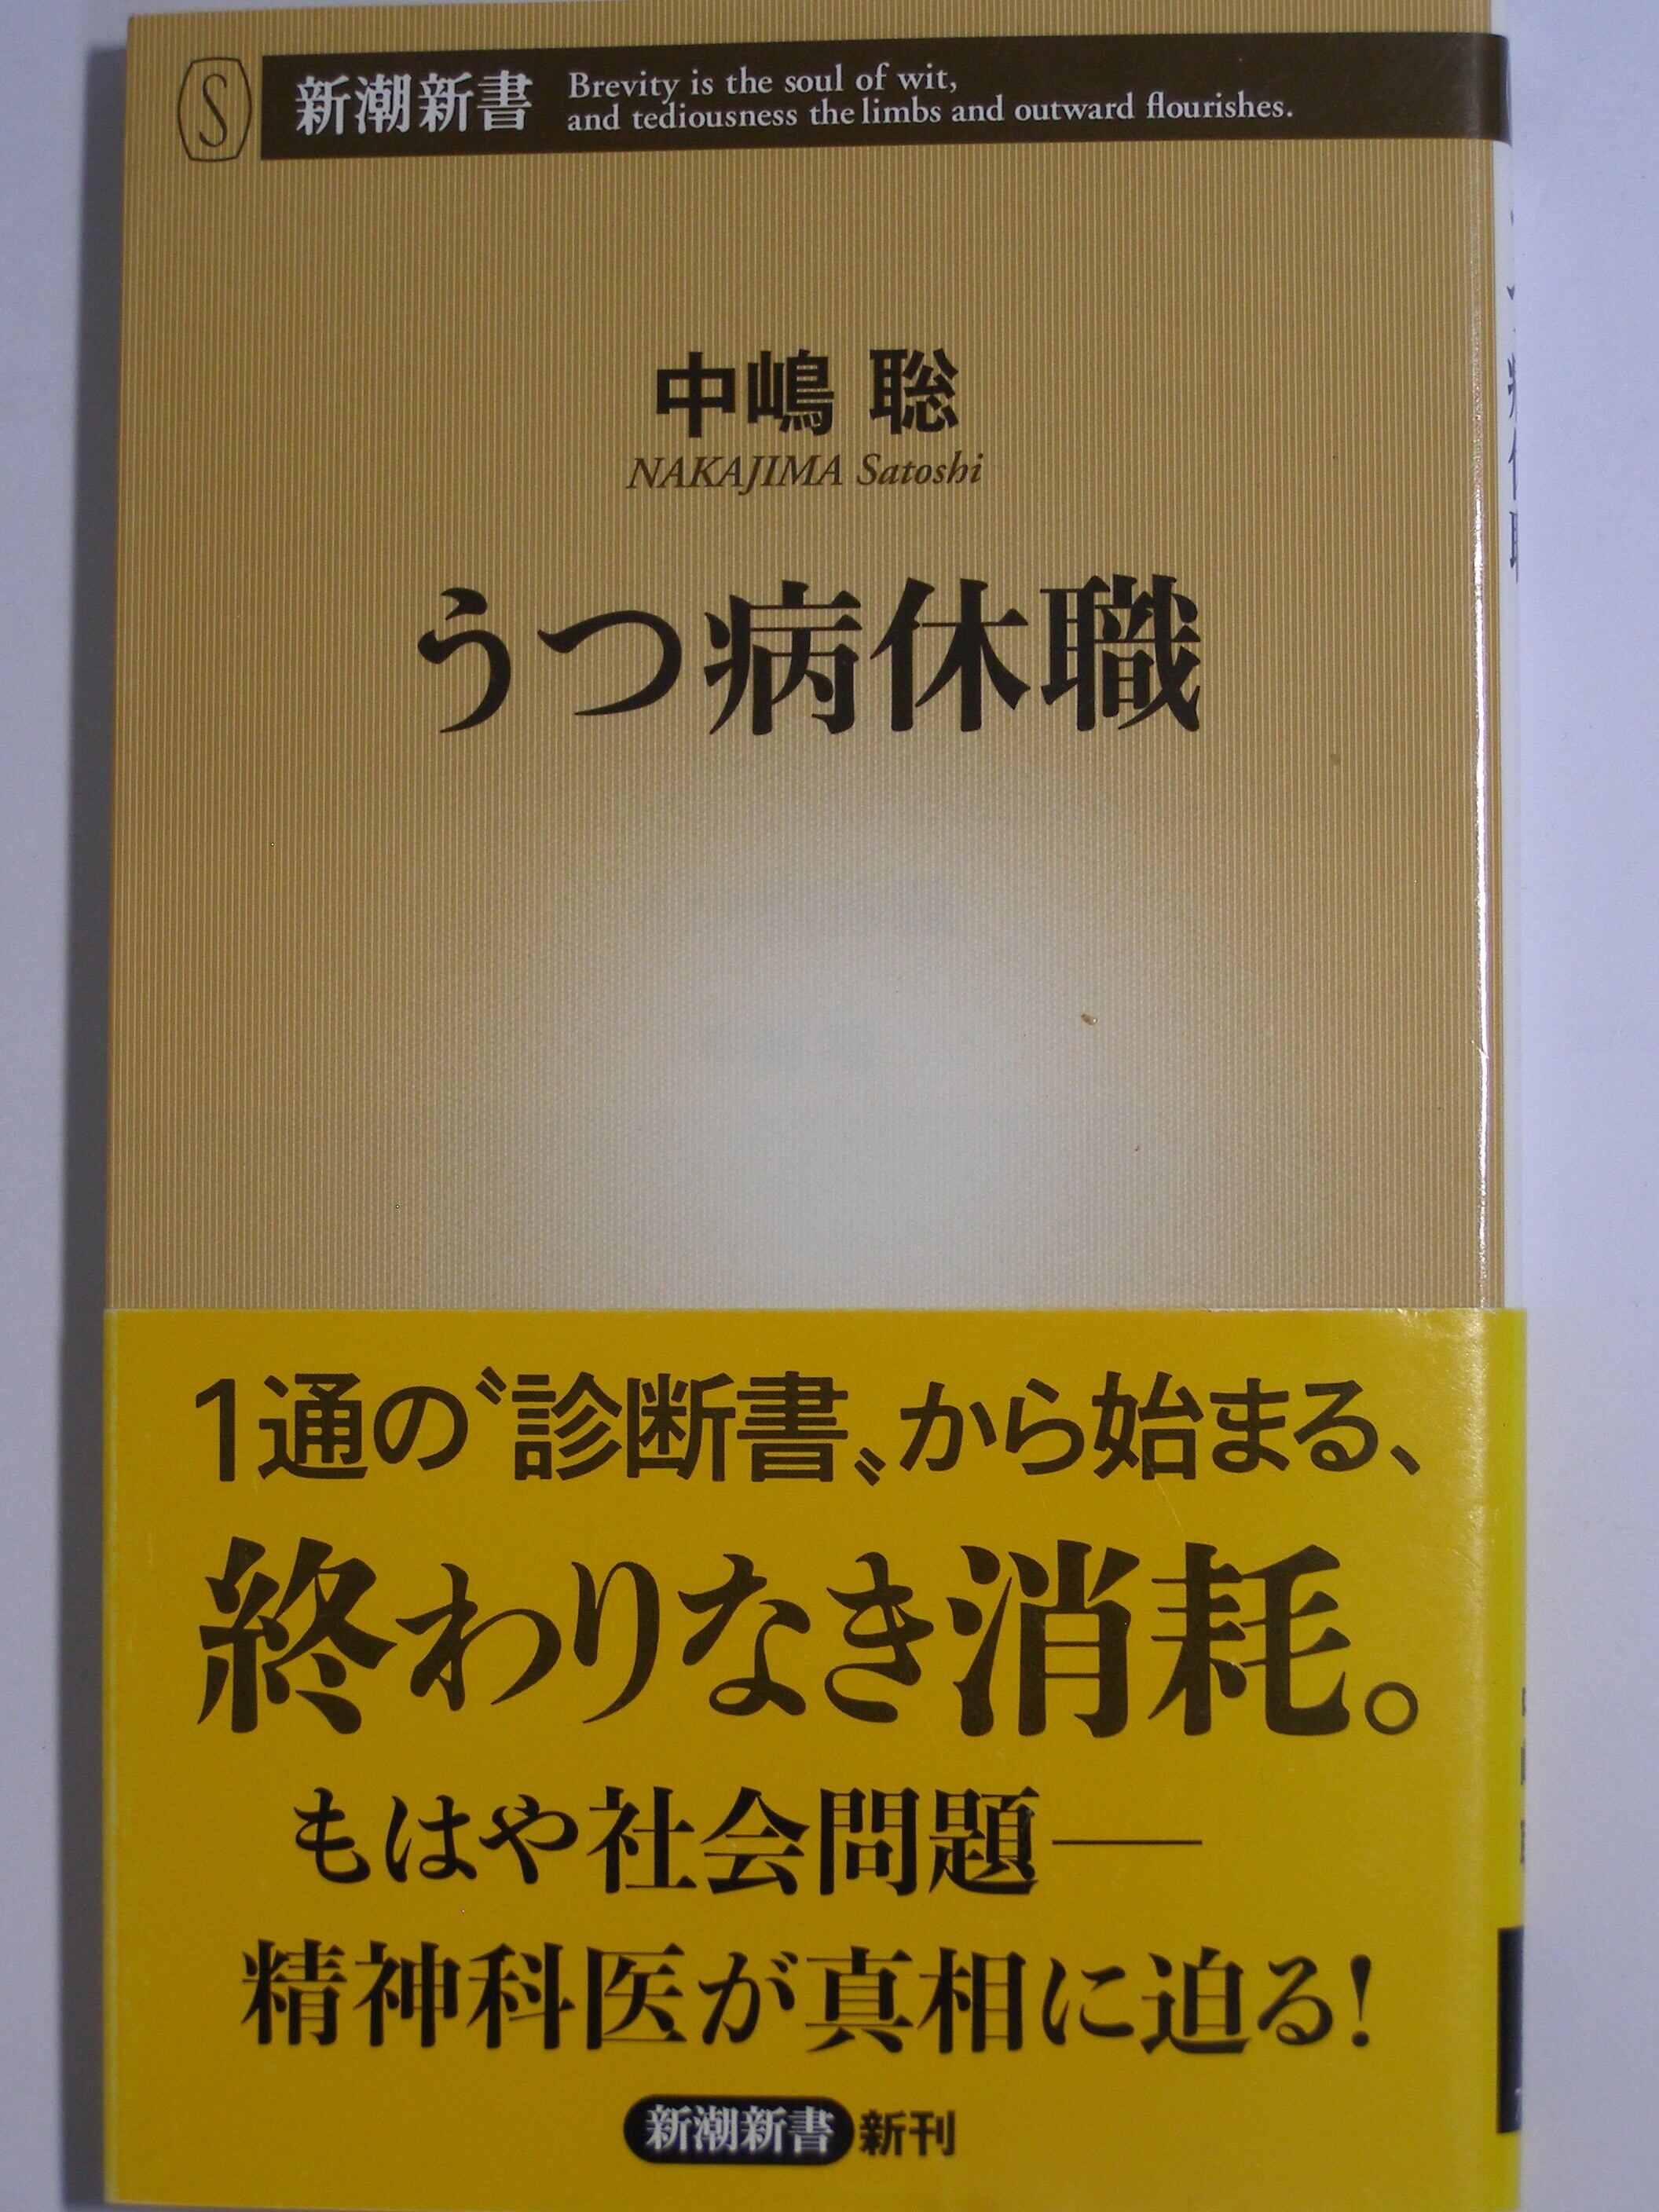 S
新潮新書
Brevity is the soul of wit,
and tediousness the limbs and outward flourishes.
中嶋 聡
NAKAJIMA Satoshi
うつ病休職
1通の〝診断書〟から始まる、
終わりなき消耗。
もはや社会問題――
精神科医が真相に迫る!
新潮新書 新刊